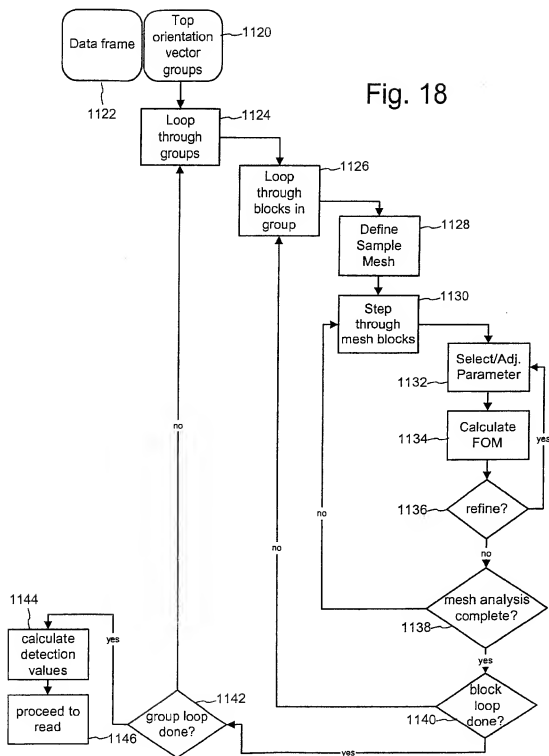 Data frame
1122
Top
orientation
vector
groups
1120
Fig. 18
Loop
through
groups
1124
Loop
through
blocks in
group
1126
Define
Sample
Mesh
1128
Step
through
mesh blocks
1130
Select/Adj.
Parameter
1132
Calculate
FOM
1134
yes
refine?
1136
no
no
no
no
mesh analysis
complete?
1138
yes
block
loop
done?
1140
yes
group loop
done?
1142
yes
1144
calculate
detection
values
proceed to
read
1146